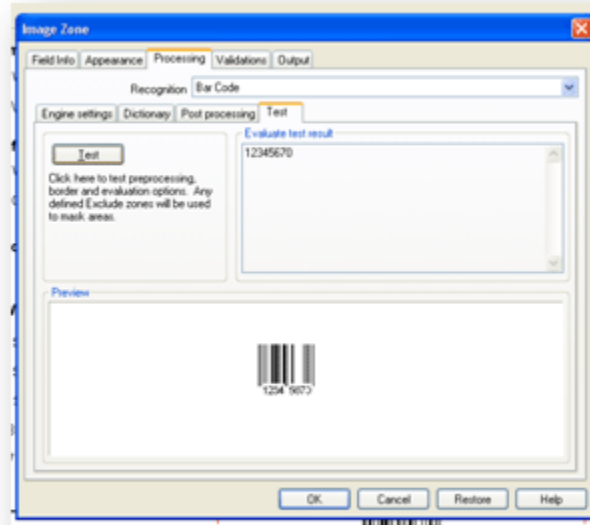 Image Zone
Field Info Appearance Processing Validations Output
Recognition Bar Code
Engine settings Dictionary Post processing Test
Test
Click here to test preprocessing,
border and evaluation options. Any
defined Exclude zones will be used
to mask areas.
Evaluate test result
12345670
Preview
1234 5670
OK Cancel Restore Help